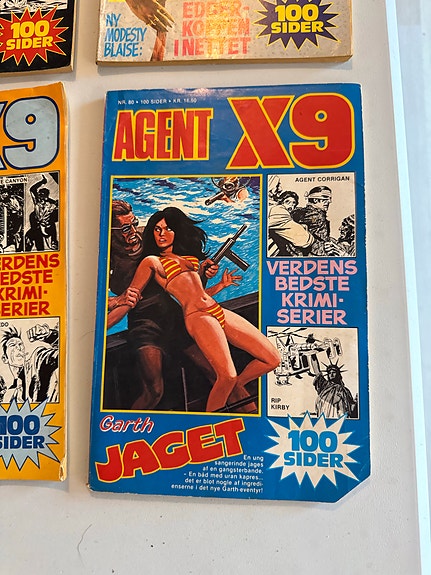 100
SIDER
NY
MODESTY
BLAISE:
EDDER-
KOPPEN
I NETTET
100
SIDER
X9
CANYON
VERDENS
BEDSTE
KRIMI-
SERIER
100
SIDER
NR. 80 • 100 SIDER • KR. 18,50
AGENT X9
AGENT CORRIGAN
VERDENS
BEDSTE
KRIMI-
SERIER
RIP
KIRBY
100
SIDER
Garth
JAGET
En ung
sangerinde jages
af en gangsterbande.
- En båd med uran kapres...
det er blot nogle af ingredi-
enserne i det nye Garth-eventyr!